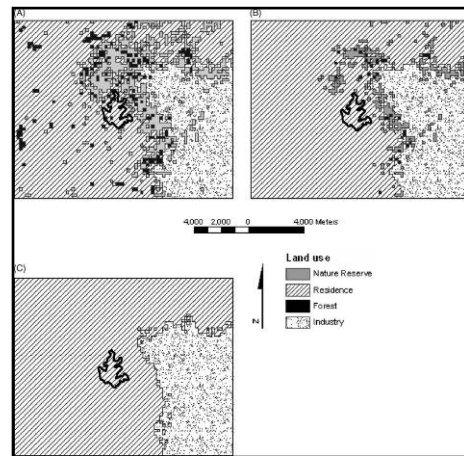 (A)
(B)
4,000 2,000 0 4,000 Meters
Land use
Nature Reserve
Residence
Forest
Industry
N
(C)